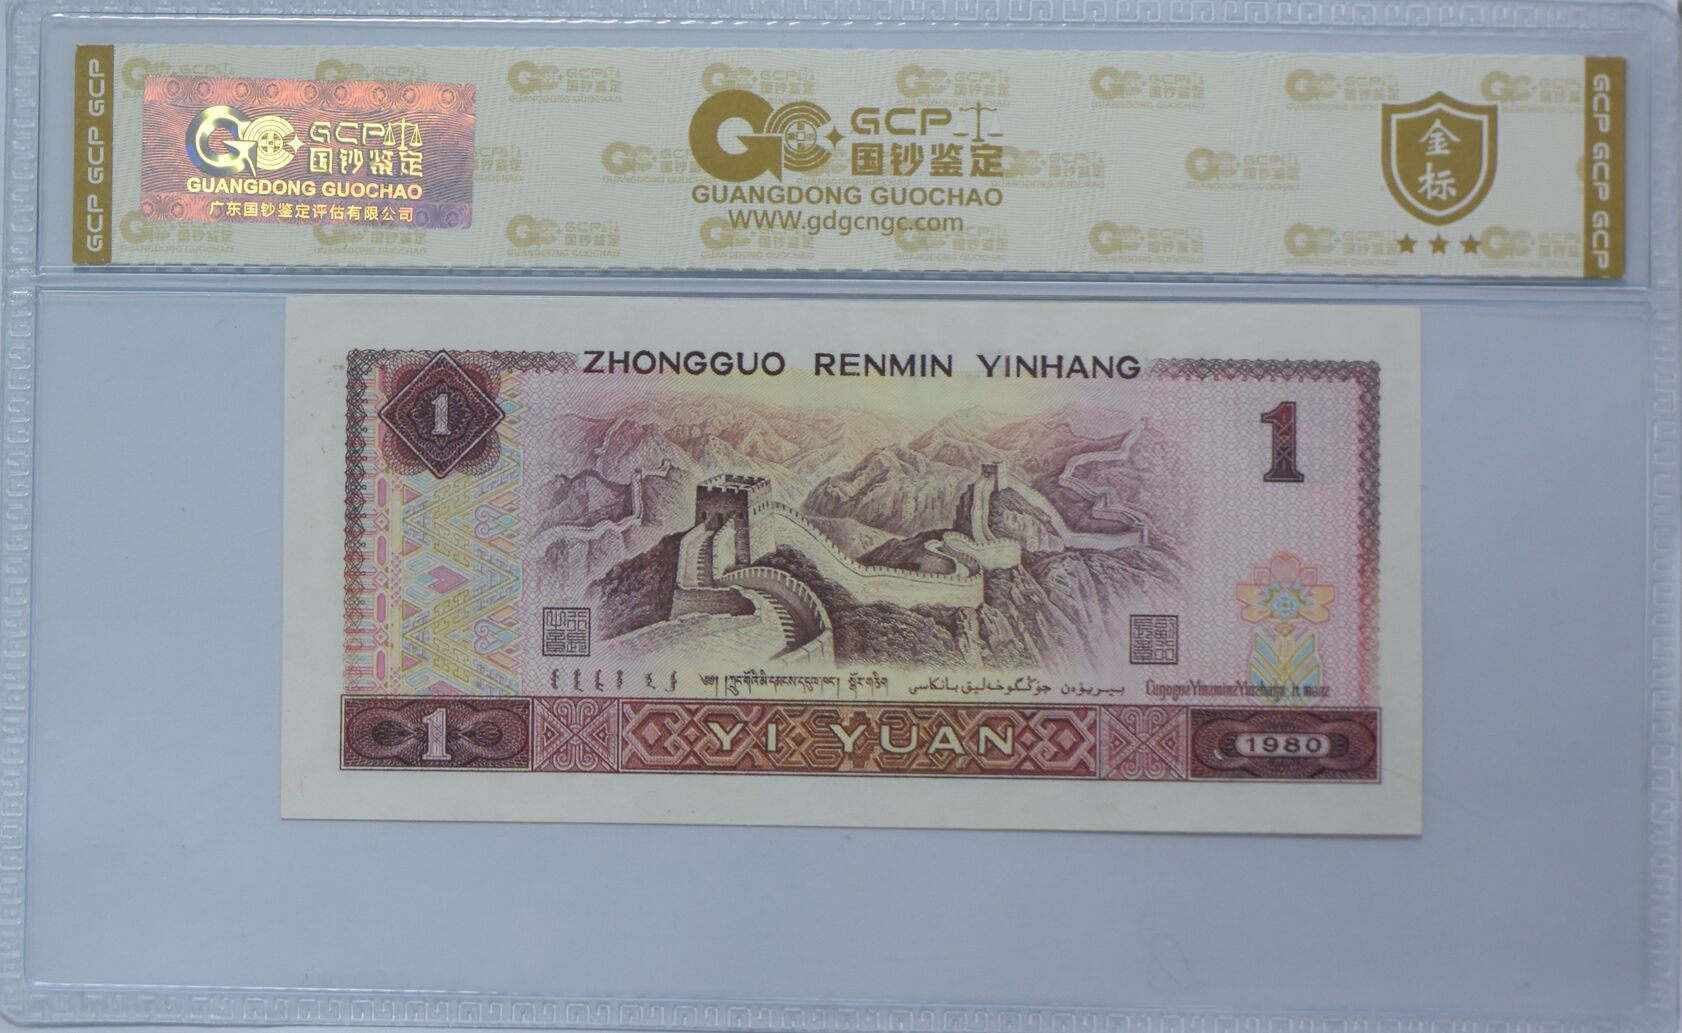 GCP GCP GCP
GCP
国钞鉴定
GUANGDONG GUOCHAO
广东国钞鉴定评估有限公司
GCP
国钞鉴定
GUANGDONG GUOCHAO
WWW.gdgcngc.com
金标
GCP GCP GCP
ZHONGGUO RENMIN YINHANG
1
1
1
YI YUAN
1980